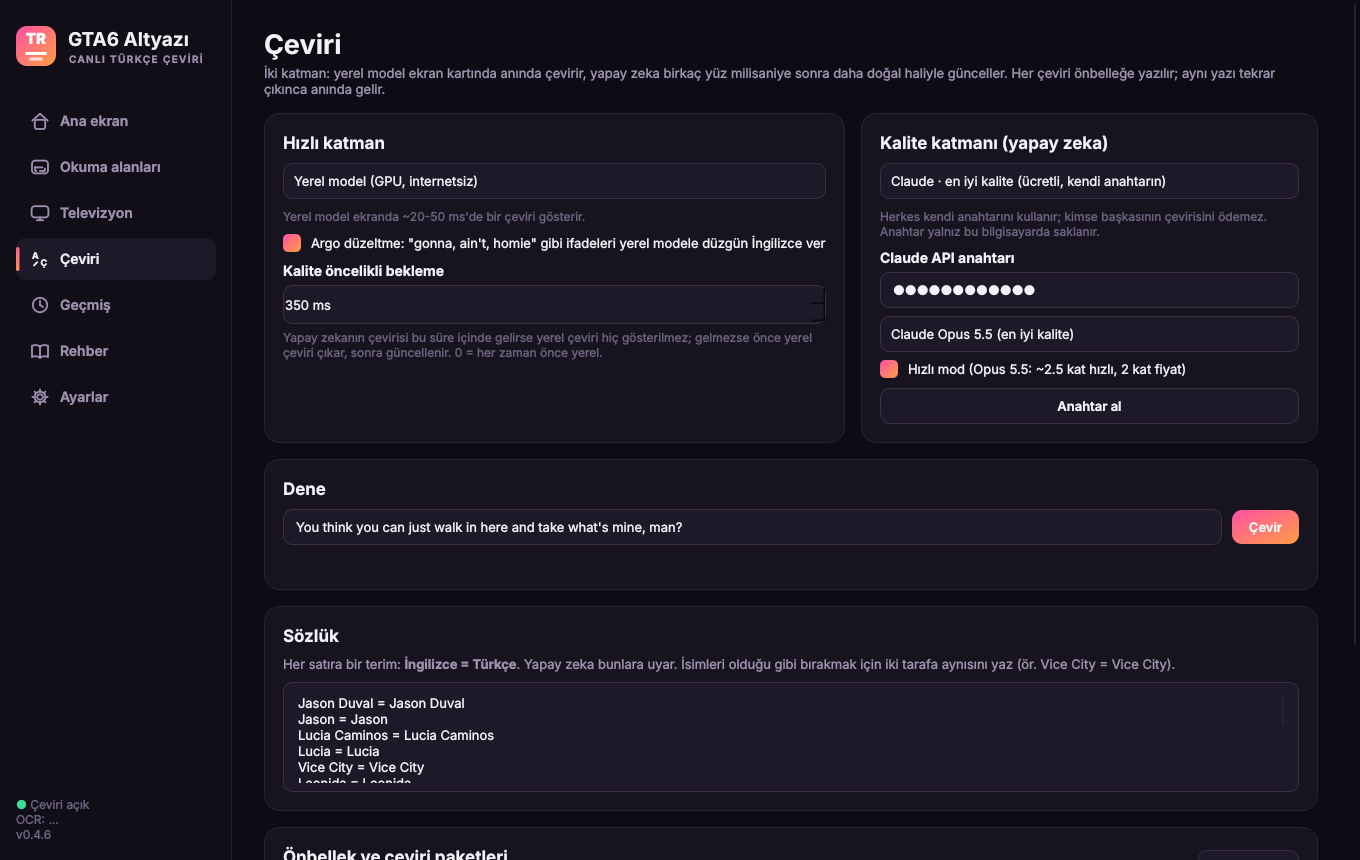 TR
GTA6 Altyazı
CANLI TÜRKÇE ÇEVİRİ
Ana ekran
Okuma alanları
Televizyon
Çeviri
Geçmiş
Rehber
Ayarlar
Çeviri açık
OCR: ...
v0.4.6
Çeviri
İki katman: yerel model ekran kartında anında çevirir, yapay zeka birkaç yüz milisaniye sonra daha doğal haliyle günceller. Her çeviri önbelleğe yazılır; aynı yazı tekrar
çıkınca anında gelir.
Hızlı katman
Yerel model (GPU, internetsiz)
Yerel model ekranda ~20-50 ms'de bir çeviri gösterir.
Argo düzeltme: "gonna, ain't, homie" gibi ifadeleri yerel modele düzgün İngilizce ver
Kalite öncelikli bekleme
350 ms
Yapay zekanın çevirisi bu süre içinde gelirse yerel çeviri hiç gösterilmez; gelmezse önce yerel
çeviri çıkar, sonra güncellenir. 0 = her zaman önce yerel.
Kalite katmanı (yapay zeka)
Claude · en iyi kalite (ücretli, kendi anahtarın)
Herkes kendi anahtarını kullanır; kimse başkasının çevirisini ödemez.
Anahtar yalnız bu bilgisayarda saklanır.
Claude API anahtarı
●●●●●●●●●●●●
Claude Opus 5.5 (en iyi kalite)
Hızlı mod (Opus 5.5: ~2.5 kat hızlı, 2 kat fiyat)
Anahtar al
Dene
You think you can just walk in here and take what's mine, man?
Çevir
Sözlük
Her satıra bir terim: İngilizce = Türkçe. Yapay zeka bunlara uyar. İsimleri olduğu gibi bırakmak için iki tarafa aynısını yaz (ör. Vice City = Vice City).
Jason Duval = Jason Duval
Jason = Jason
Lucia Caminos = Lucia Caminos
Lucia = Lucia
Vice City = Vice City
Leonida = Leonida
Önbellek ve çeviri paketleri